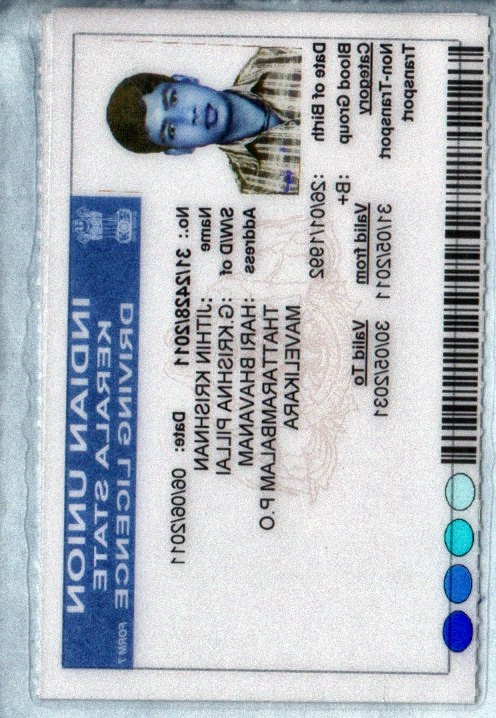 INDIAN UNION
KERALA STATE
DRIVING LICENCE FORM 7
No.: 31/2428/2011 Date: 06/06/2011
Name :JITHIN KRISHNAN
S/W/D of :G.KRISHNA PILLAI
Address :HARII BHAVANAM
THATTARAMBALAM P.O
MAVELIKARA
Date of Birth :26/01/1992
Blood Group :B+
Category Valid from Valid To
Non-Transport 31/05/2011 30/05/2031
Transport